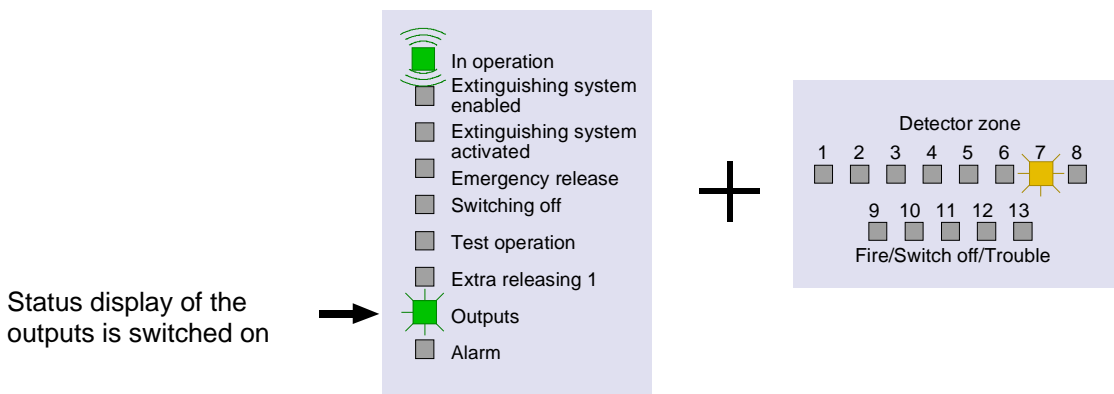 In operation
Extinguishing system
enabled
Extinguishing system
activated
Emergency release
Switching off
Test operation
Extra releasing 1
Outputs
Alarm
Status display of the
outputs is switched on
Detector zone
1 2 3 4 5 6 7 8
9 10 11 12 13
Fire/Switch off/Trouble